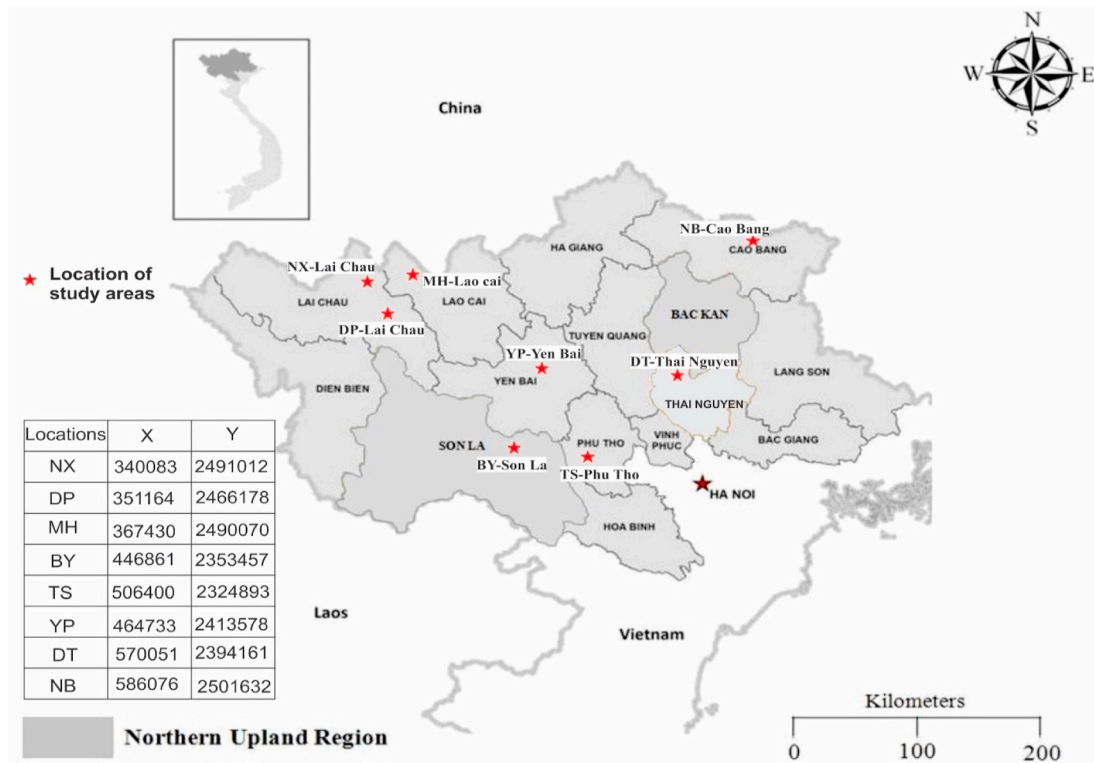 N
W E
S
China
NB-Cao Bang
CAO BANG
HA GIANG
NX-Lai Chau
MH-Lao cai
LAI CHAU
LAO CAI
Location of
study areas
DP-Lai Chau
BAC KAN
TUYEN QUANG
YP-Yen Bai
DT-Thai Nguyen
YEN BAI
LANG SON
DIEN BIEN
THAI NGUYEN
SON LA
PHU THO
VINH
PHUC
BAC GIANG
BY-Son La
TS-Phu Tho
HA NOI
HOA BINH
Locations X Y
NX 340083 2491012
DP 351164 2466178
MH 367430 2490070
BY 446861 2353457
TS 506400 2324893
YP 464733 2413578
DT 570051 2394161
NB 586076 2501632
Laos
Vietnam
Kilometers
0 100 200
Northern Upland Region